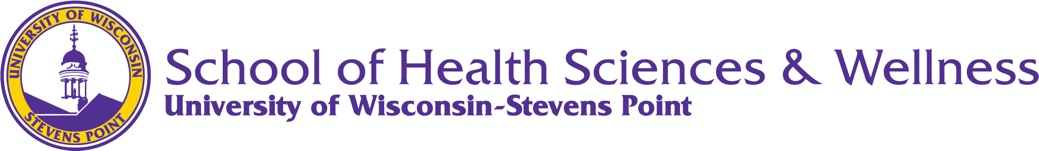 UNIVERSITY OF WISCONSIN
STEVENS POINT
School of Health Sciences & Wellness
University of Wisconsin-Stevens Point